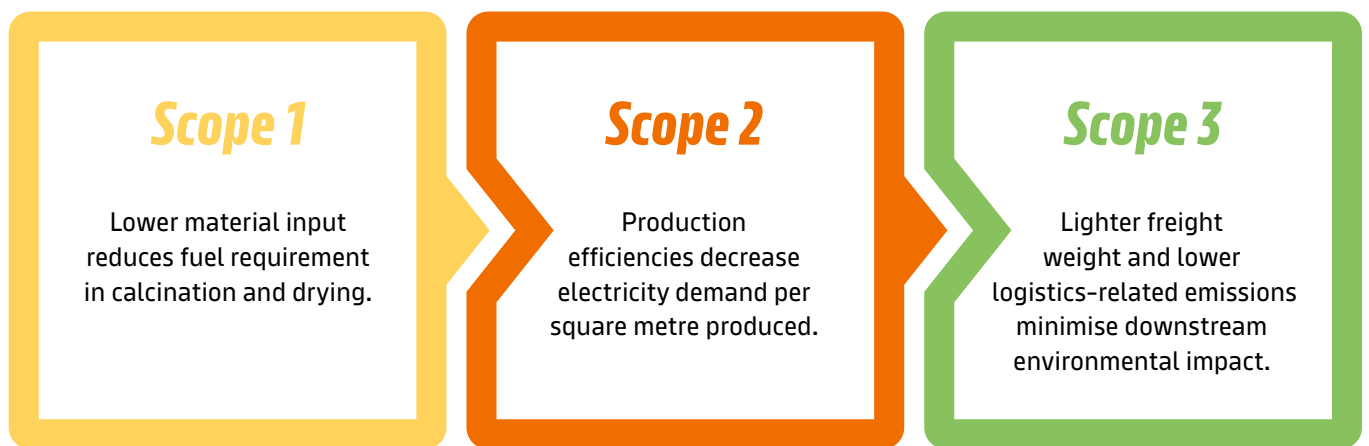 Scope 1
Lower material input
reduces fuel requirement
in calcination and drying.
Scope 2
Production
efficiencies decrease
electricity demand per
square metre produced.
Scope 3
Lighter freight
weight and lower
logistics-related emissions
minimise downstream
environmental impact.